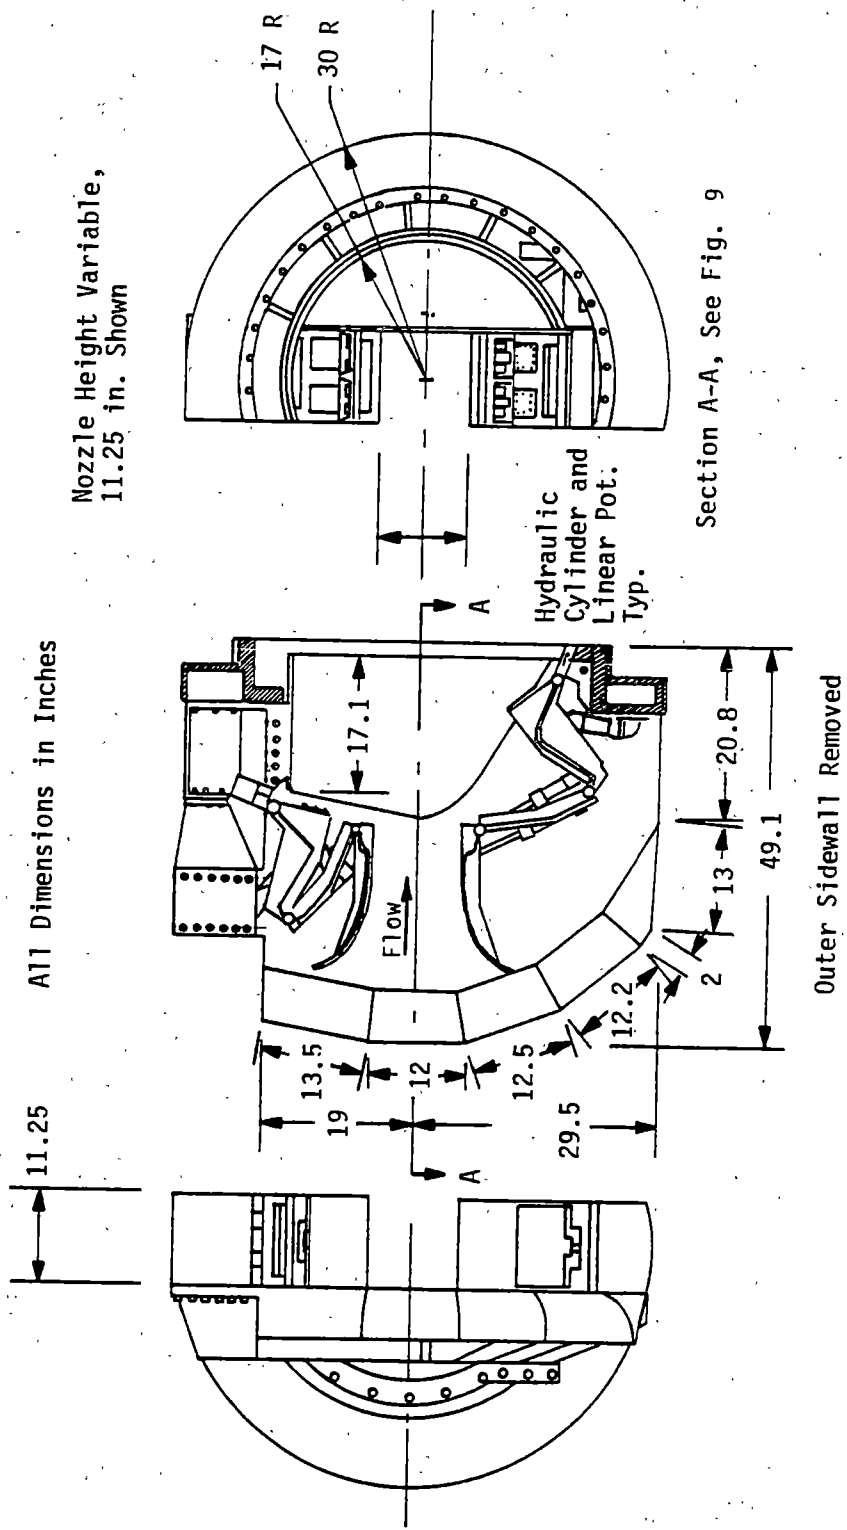 All Dimensions in Inches
Nozzle Height Variable,
11.25 in. Shown
11.25
17 R
30 R
17.1
Flow
A
A
Hydraulic
Cylinder and
Linear Pot.
Typ.
13.5
12
12.5
12.2
2
19
29.5
13
20.8
49.1
Outer Sidewall Removed
Section A-A, See Fig. 9